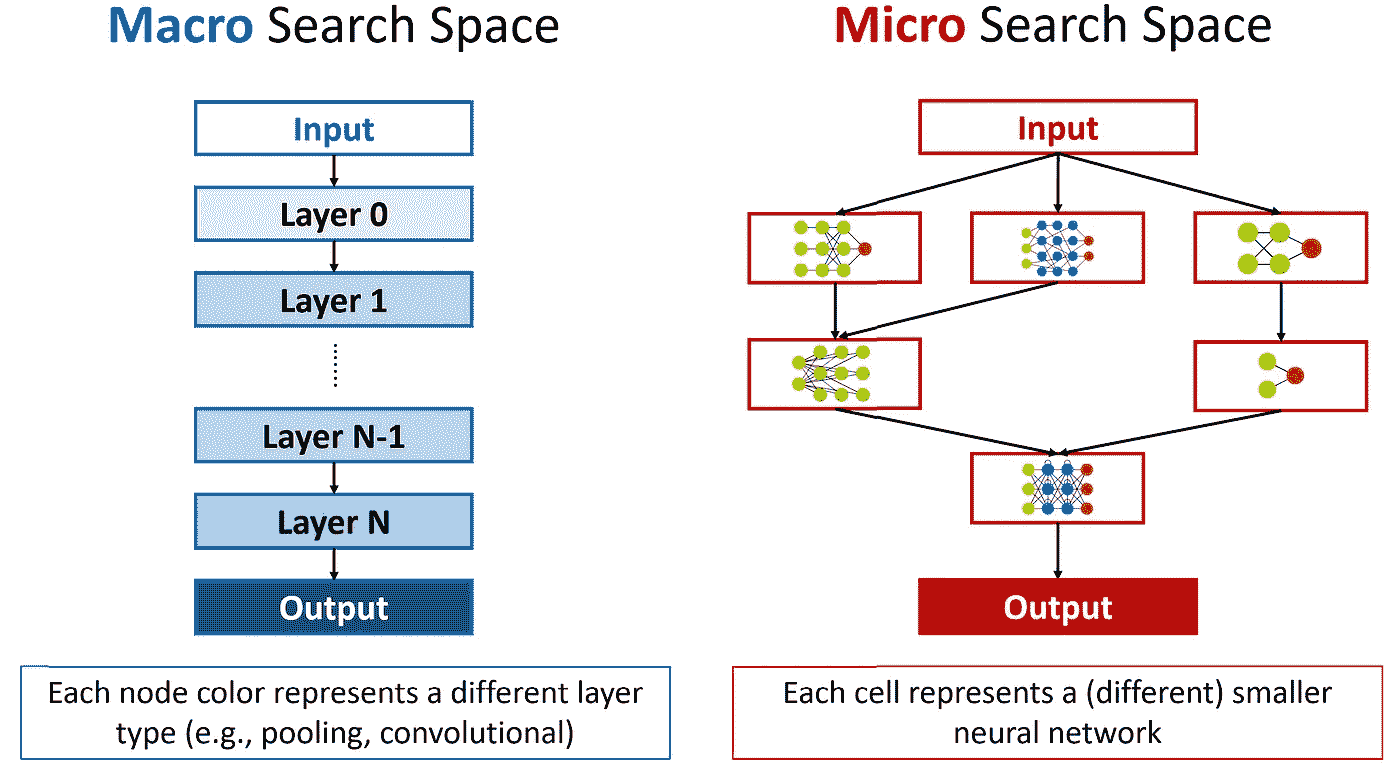 Macro Search Space
Input
Layer 0
Layer 1
Layer N-1
Layer N
Output
Each node color represents a different layer
type (e.g., pooling, convolutional)
Micro Search Space
Input
Output
Each cell represents a (different) smaller
neural network